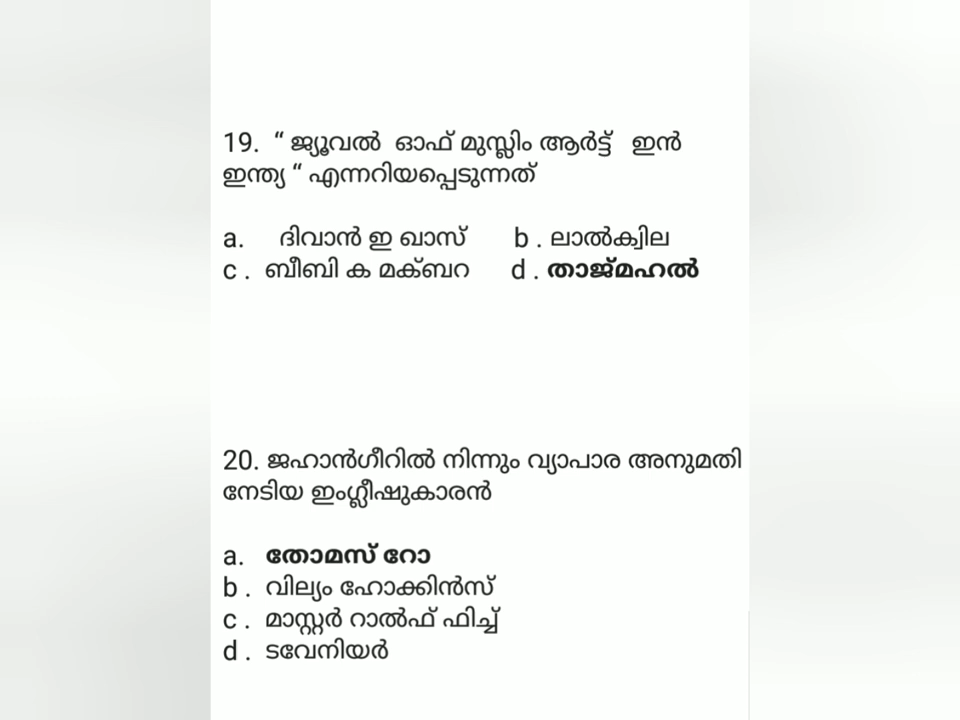 19. “ ജ്യൂവൽ ഓഫ് മുസ്ലിം ആർട്ട് ഇൻ
ഇന്ത്യ “ എന്നറിയപ്പെടുന്നത്
a. ദിവാൻ ഇ ഖാസ് b . ലാൽക്വില
c . ബീബി ക മക്ബറ d . താജ്മഹൽ
20. ജഹാൻഗീറിൽ നിന്നും വ്യാപാര അനുമതി
നേടിയ ഇംഗ്ലീഷുകാരൻ
a. തോമസ് റോ
b . വില്യം ഹോക്കിൻസ്
c . മാസ്റ്റർ റാൽഫ് ഫിച്ച്
d . ടവേനിയർ